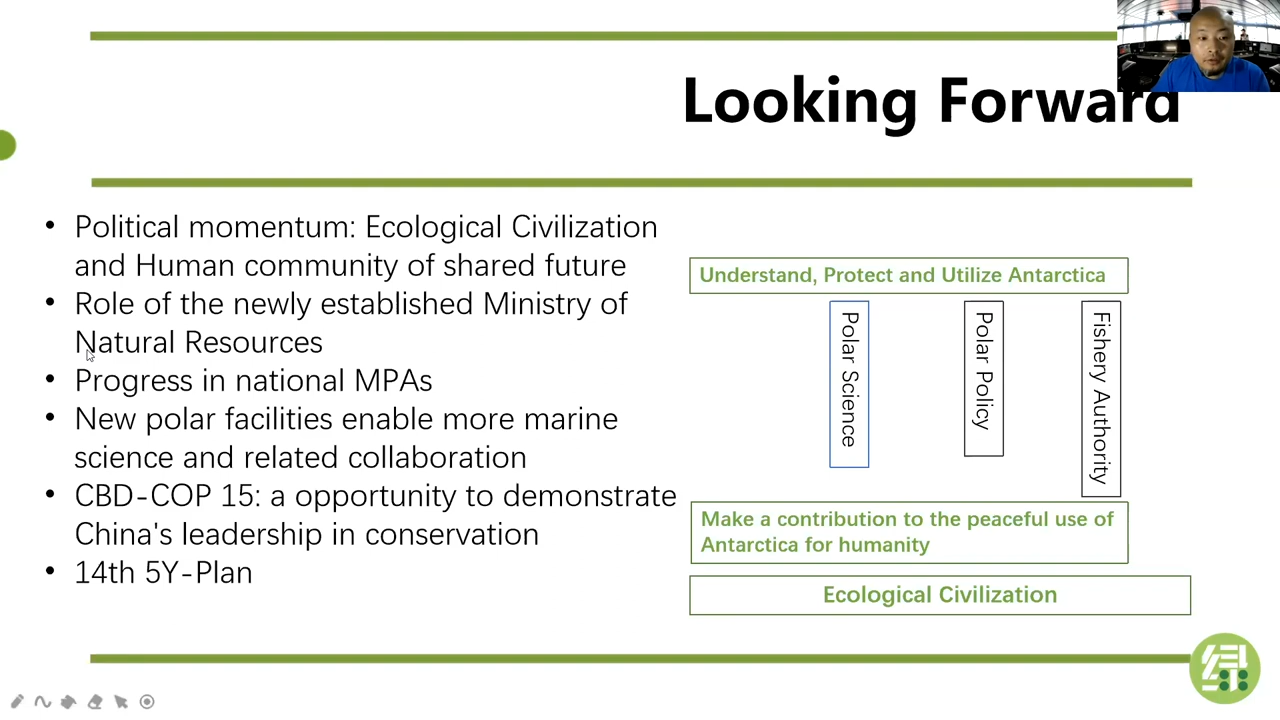 Looking Forward
• Political momentum: Ecological Civilization
and Human community of shared future
• Role of the newly established Ministry of
Natural Resources
• Progress in national MPAs
• New polar facilities enable more marine
science and related collaboration
• CBD-COP 15: a opportunity to demonstrate
China's leadership in conservation
• 14th 5Y-Plan
Understand, Protect and Utilize Antarctica
Polar Science
Polar Policy
Fishery Authority
Make a contribution to the peaceful use of
Antarctica for humanity
Ecological Civilization